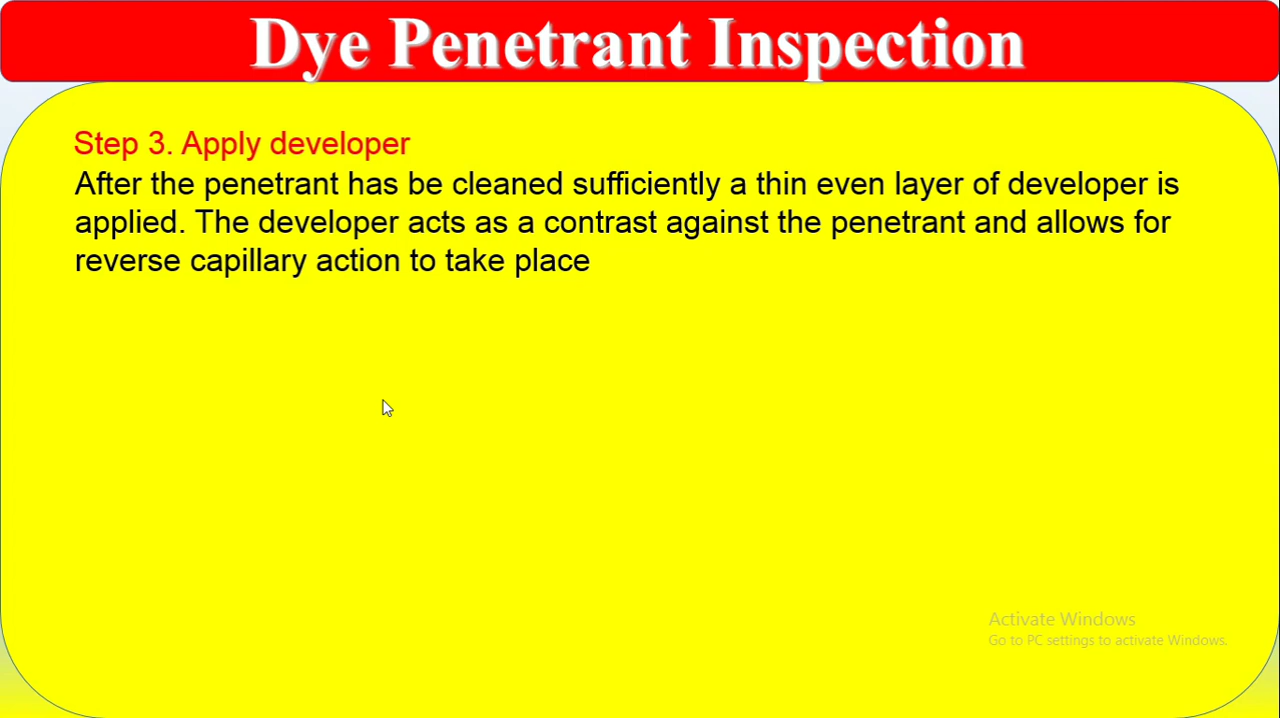 Dye Penetrant Inspection
Step 3. Apply developer
After the penetrant has be cleaned sufficiently a thin even layer of developer is
applied. The developer acts as a contrast against the penetrant and allows for
reverse capillary action to take place
Activate Windows
Go to PC settings to activate Windows.